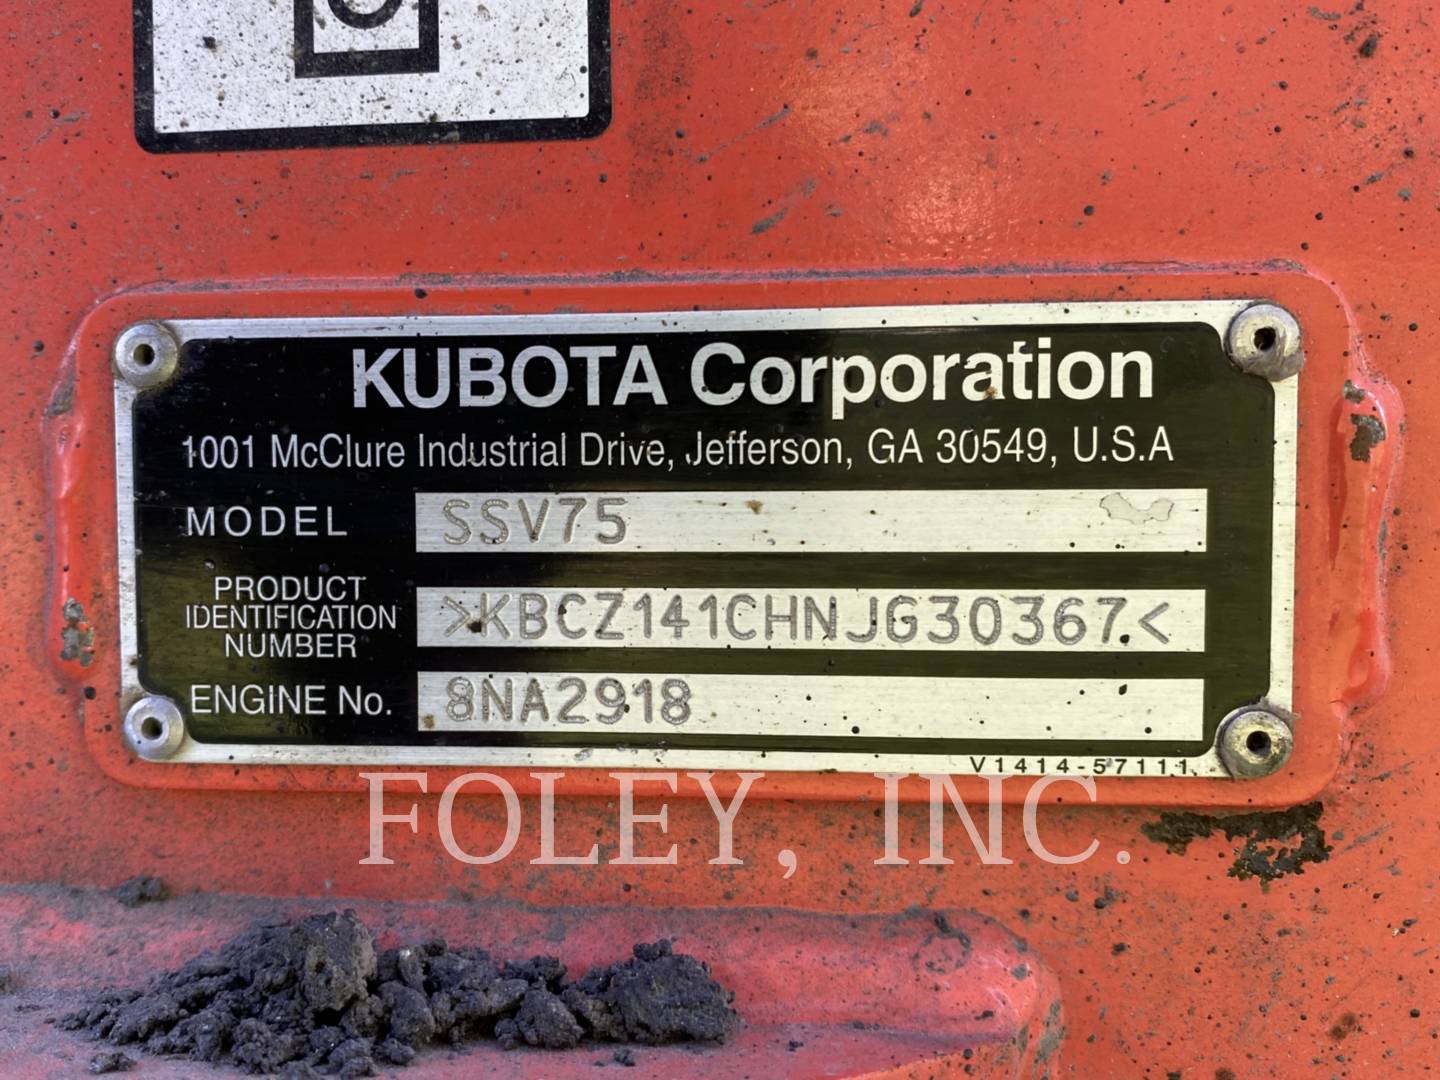 KUBOTA Corporation
1001 McClure Industrial Drive, Jefferson, GA 30549, U.S.A
MODEL SSV75
PRODUCT IDENTIFICATION NUMBER >KBCZ141CHNJG30367<
ENGINE No. 8NA2918
V1414-57111
FOLEY, INC.